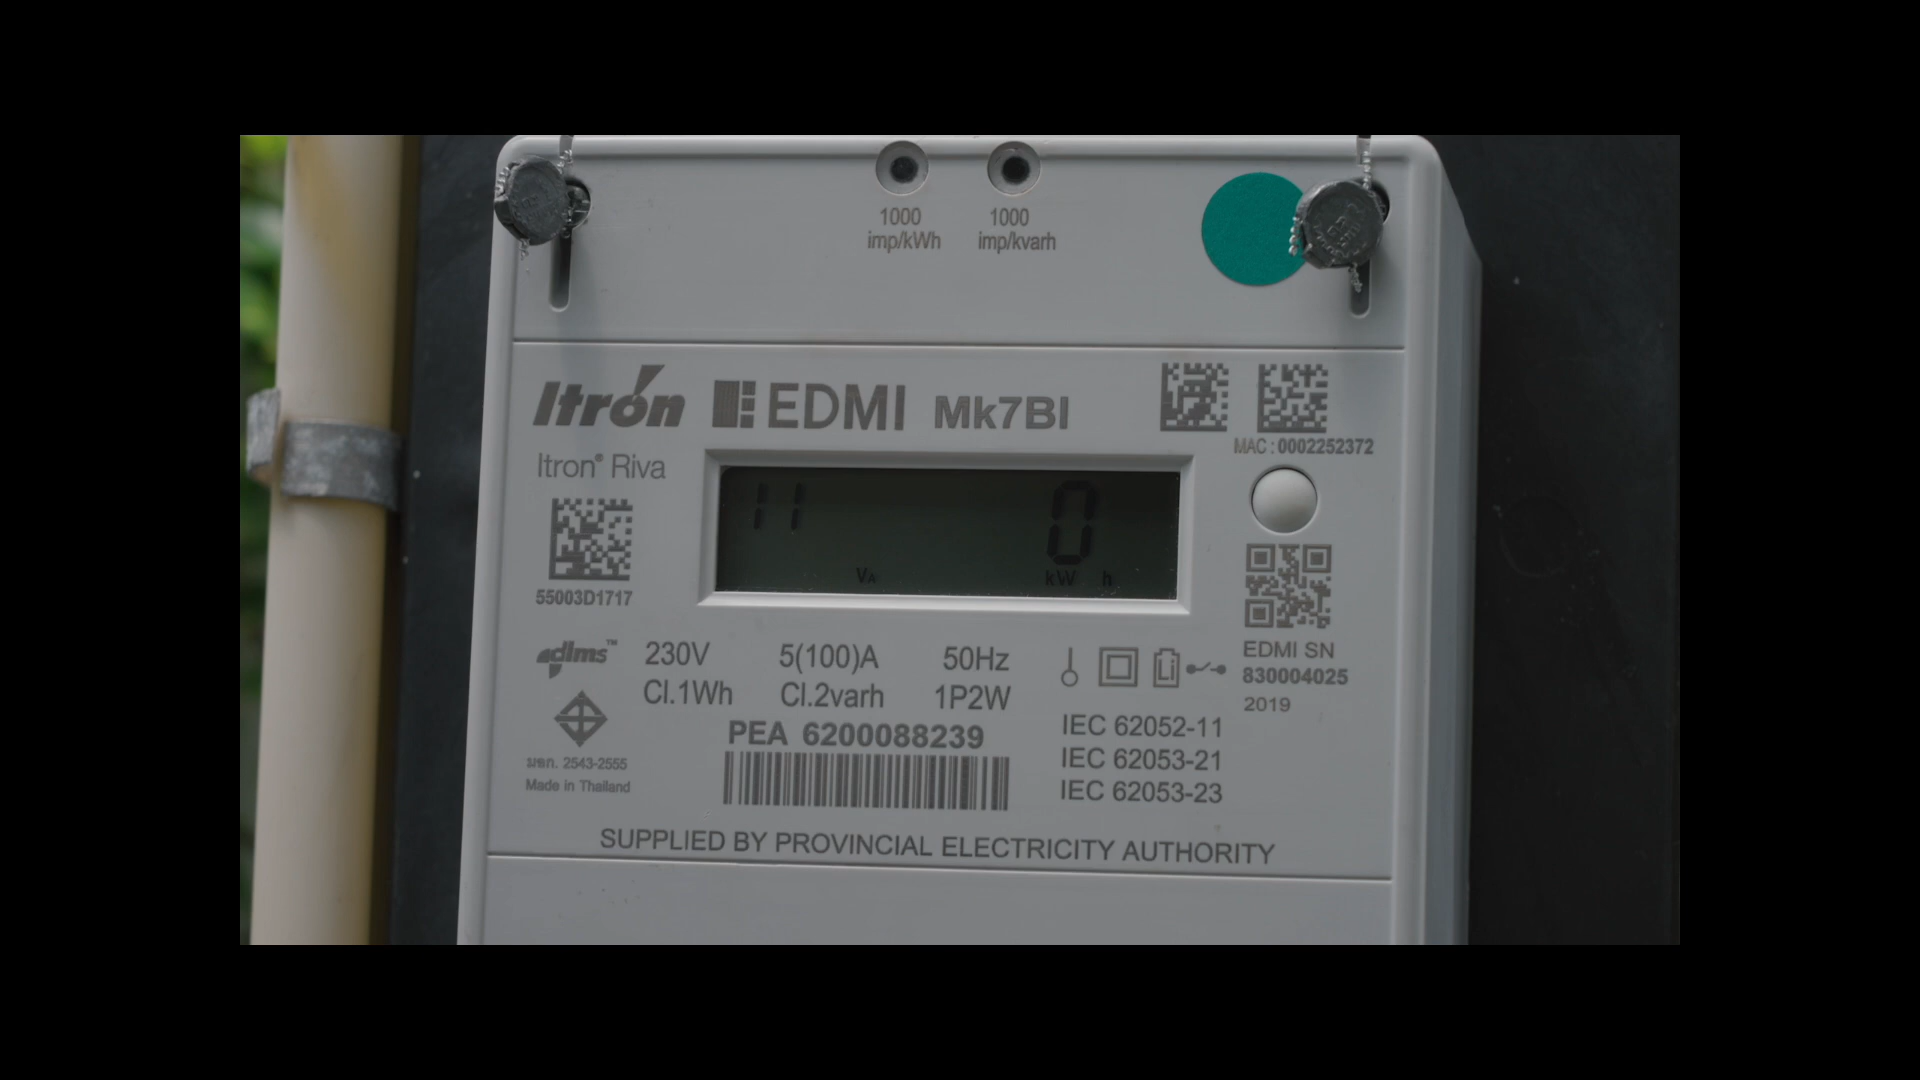 1000 1000
imp/kWh imp/kvarh
Itron EDMI Mk7BI
MAC : 0002252372
Itron® Riva
11 0
VA kW h
55003D1717
dlms™ 230V 5(100)A 50Hz
Li
EDMI SN
830004025
2019
Cl.1Wh Cl.2varh 1P2W
PEA 6200088239
IEC 62052-11
IEC 62053-21
IEC 62053-23
มอก. 2543-2555
Made in Thailand
SUPPLIED BY PROVINCIAL ELECTRICITY AUTHORITY